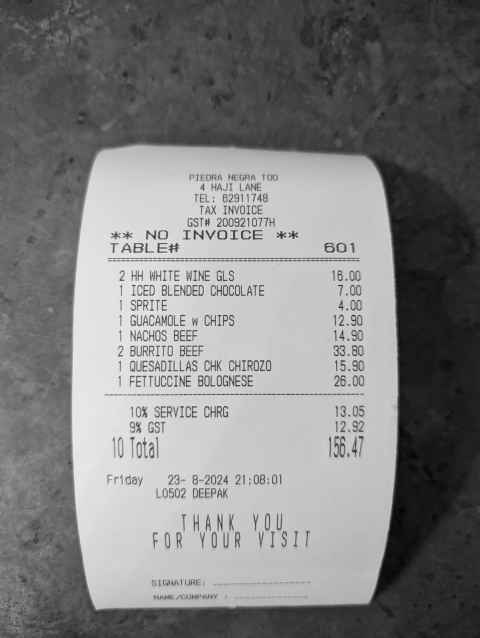 PIEDRA NEGRA TOO
4 HAJI LANE
TEL: 62911748
TAX INVOICE
GST# 200921077H
** NO INVOICE **
TABLE# 601
2 HH WHITE WINE GLS 16.00
1 ICED BLENDED CHOCOLATE 7.00
1 SPRITE 4.00
1 GUACAMOLE w CHIPS 12.90
1 NACHOS BEEF 14.90
2 BURRITO BEEF 33.80
1 QUESADILLAS CHK CHIROZO 15.90
1 FETTUCCINE BOLOGNESE 26.00
10% SERVICE CHRG 13.05
9% GST 12.92
10 Total 156.47
Friday 23- 8-2024 21:08:01
L0502 DEEPAK
THANK YOU
FOR YOUR VISIT
SIGNATURE:
NAME/COMPANY :